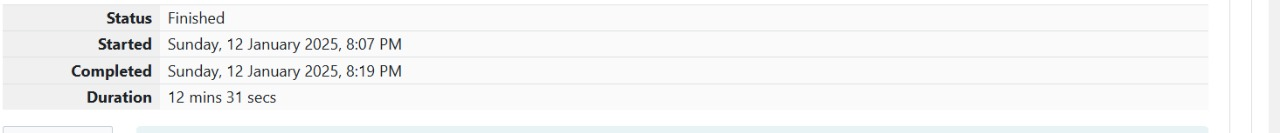 Status Finished
Started Sunday, 12 January 2025, 8:07 PM
Completed Sunday, 12 January 2025, 8:19 PM
Duration 12 mins 31 secs